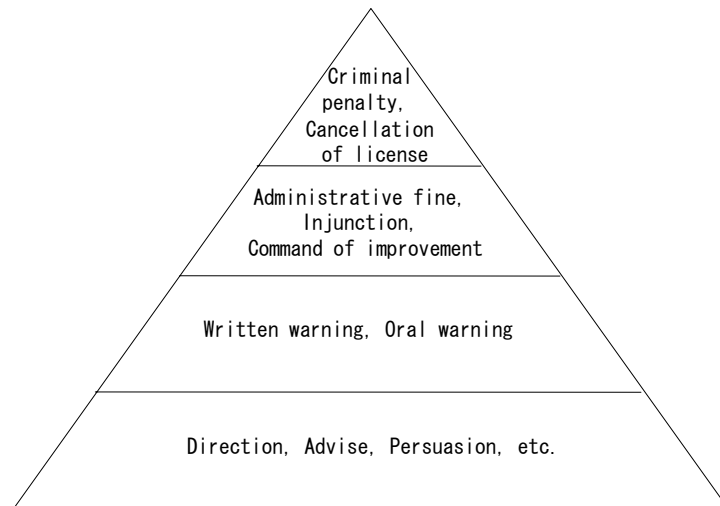 Criminal
penalty,
Cancellation
of license
Administrative fine,
Injunction,
Command of improvement
Written warning, Oral warning
Direction, Advise, Persuasion, etc.